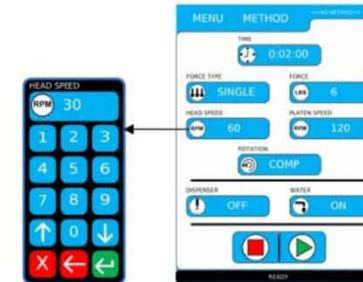 HEAD SPEED
RPM 30
1 2 3
4 5 6
7 8 9
0
X
MENU METHOD
TIME
0:02:00
FORCE TYPE FORCE
SINGLE LBS 6
HEAD SPEED PLATEN SPEED
RPM 60 RPM 120
ROTATION
COMP
DISPENSER WATER
OFF ON
READY